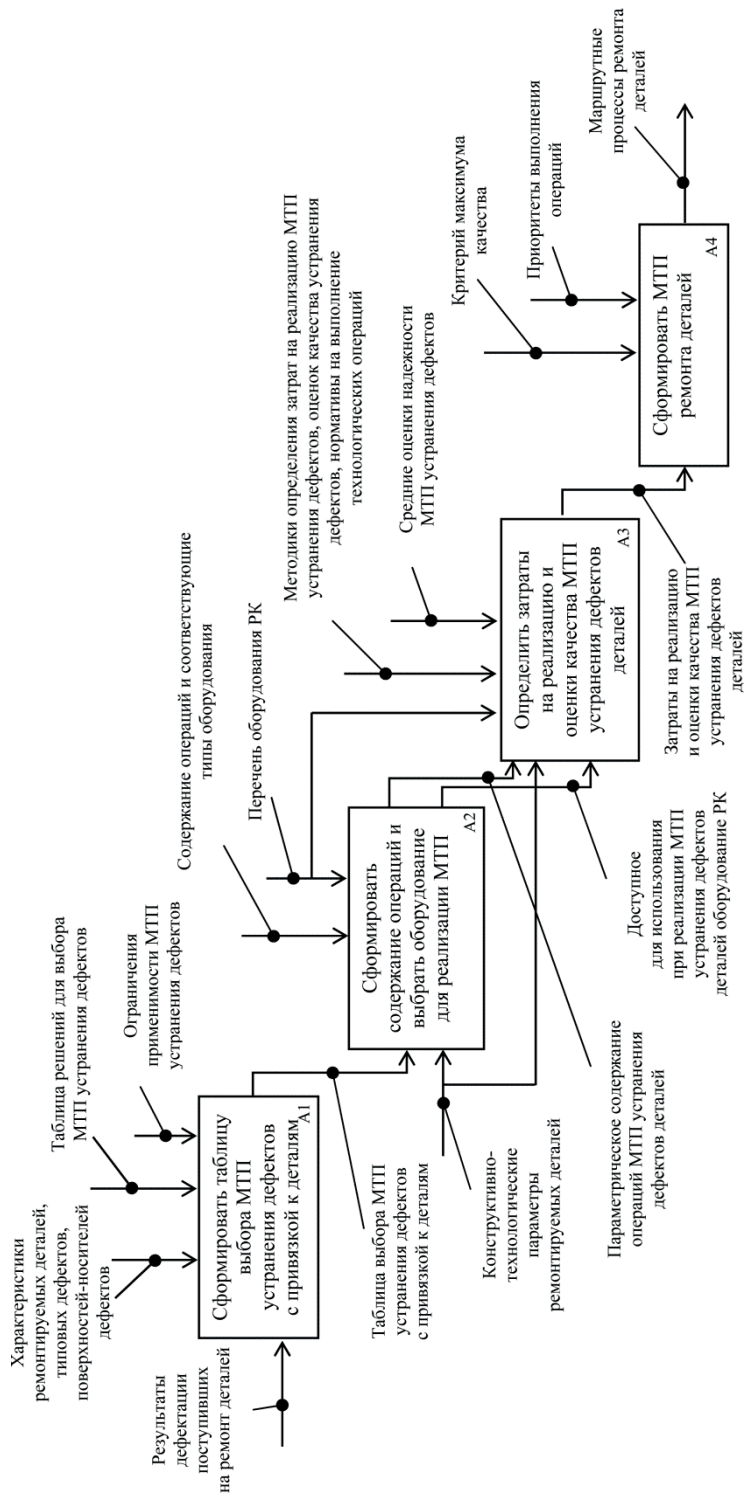 Результаты
дефектации
поступивших
на ремонт деталей
Характеристики
ремонтируемых деталей,
типовых дефектов,
поверхностей-носителей
дефектов
Таблица решений для выбора
МТП устранения дефектов
Ограничения
применимости МТП
устранения дефектов
Сформировать таблицу
выбора МТП
устранения дефектов
с привязкой к деталям
А1
Таблица выбора МТП
устранения дефектов
с привязкой к деталям
Конструктивно-
технологические
параметры
ремонтируемых деталей
Содержание операций и соответствующие
типы оборудования
Перечень оборудования РК
Сформировать
содержание операций и
выбрать оборудование
для реализации МТП
А2
Параметрическое содержание
операций МТП устранения
дефектов деталей
Доступное
для использования
при реализации МТП
устранения дефектов
деталей оборудование РК
Методики определения затрат на реализацию МТП
устранения дефектов, оценок качества устранения
дефектов, нормативы на выполнение
технологических операций
Средние оценки надежности
МТП устранения дефектов
Определить затраты
на реализацию и
оценки качества МТП
устранения дефектов
деталей
А3
Затраты на реализацию
и оценки качества МТП
устранения дефектов
деталей
Критерий максимума
качества
Приоритеты выполнения
операций
Сформировать МТП
ремонта деталей
А4
Маршрутные
процессы ремонта
деталей